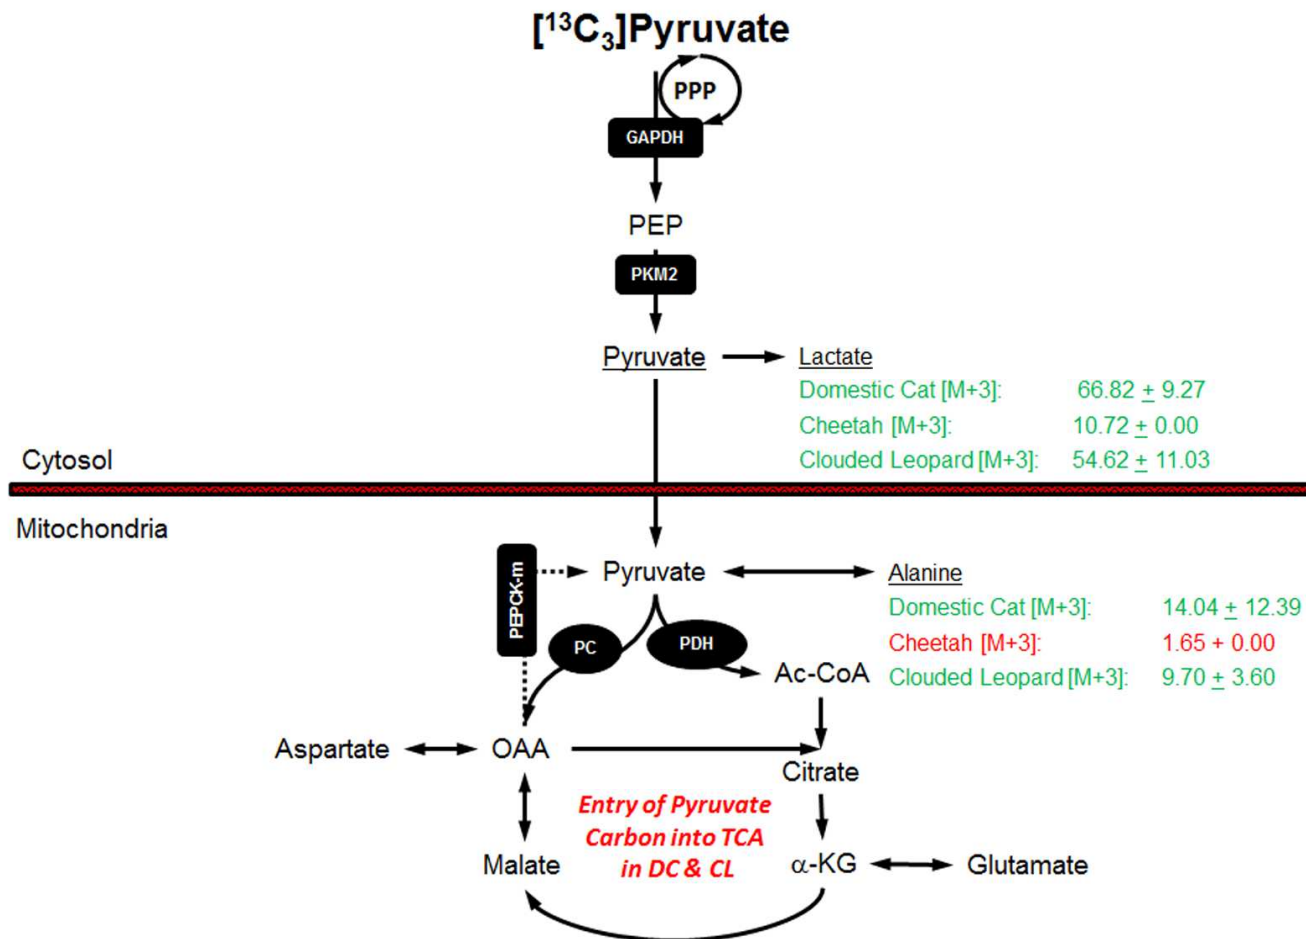 [¹³C₃]Pyruvate
PPP
GAPDH
PEP
PKM2
Pyruvate
Lactate
Domestic Cat [M+3]: 66.82 ± 9.27
Cheetah [M+3]: 10.72 ± 0.00
Clouded Leopard [M+3]: 54.62 ± 11.03
Cytosol
Mitochondria
PEPCK-m
Pyruvate
Alanine
Domestic Cat [M+3]: 14.04 ± 12.39
Cheetah [M+3]: 1.65 + 0.00
Clouded Leopard [M+3]: 9.70 ± 3.60
PC
PDH
Ac-CoA
Aspartate
OAA
Citrate
Entry of Pyruvate
Carbon into TCA
in DC & CL
Malate
α-KG
Glutamate